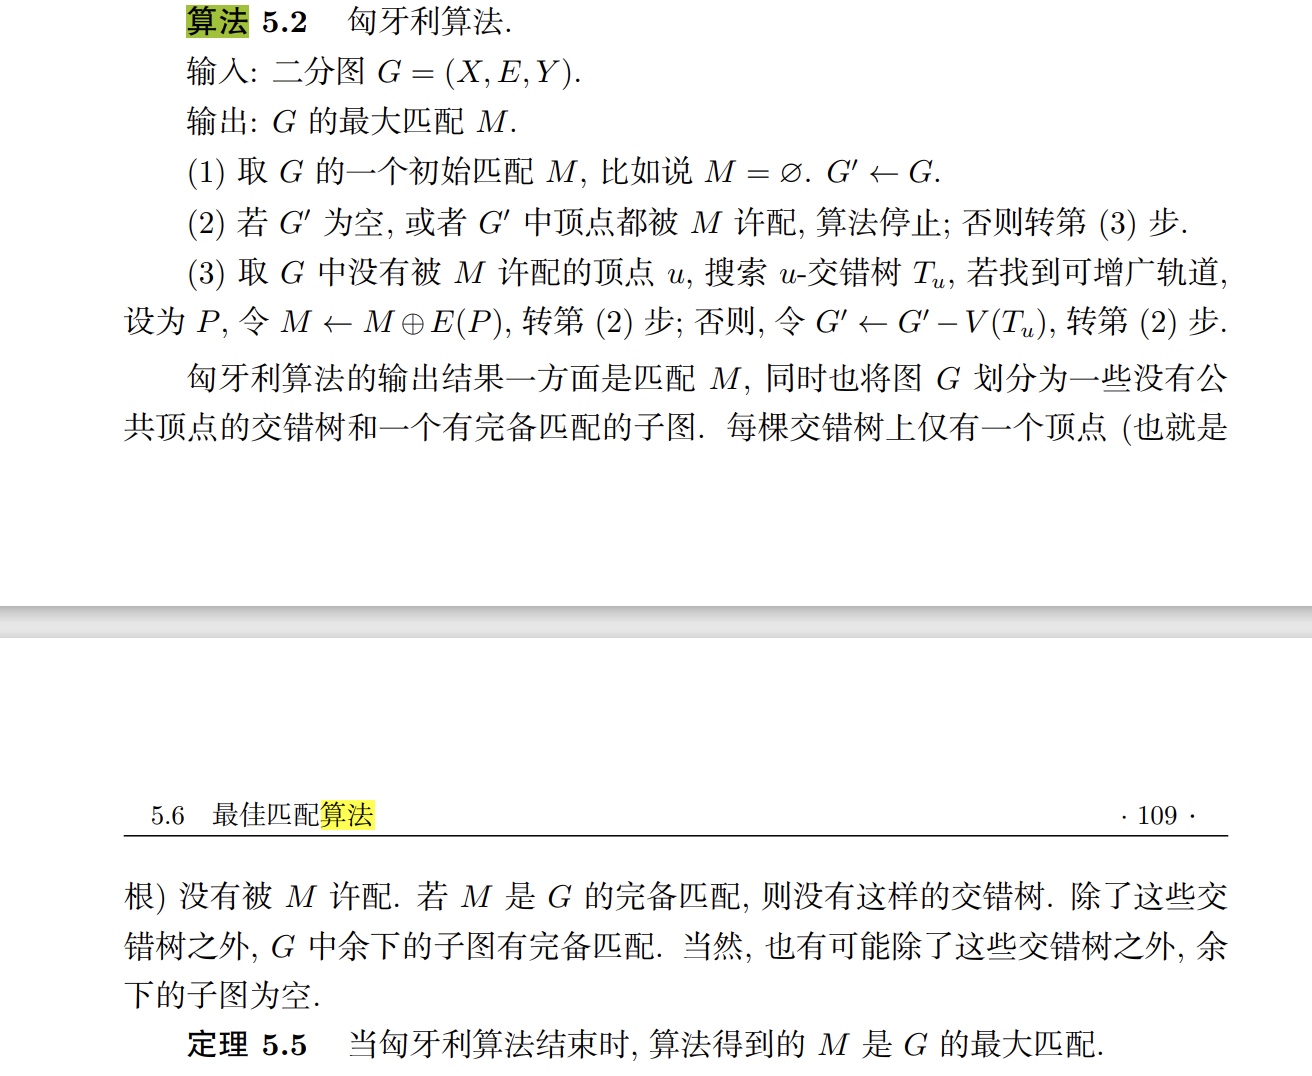 算法 5.2 匈牙利算法.
输入: 二分图 G = (X, E, Y).
输出: G 的最大匹配 M.
(1) 取 G 的一个初始匹配 M, 比如说 M = ∅. G′ ← G.
(2) 若 G′ 为空, 或者 G′ 中顶点都被 M 许配, 算法停止; 否则转第 (3) 步.
(3) 取 G 中没有被 M 许配的顶点 u, 搜索 u-交错树 Tᵤ, 若找到可增广轨道,
设为 P, 令 M ← M ⊕ E(P), 转第 (2) 步; 否则, 令 G′ ← G′ − V(Tᵤ), 转第 (2) 步.
匈牙利算法的输出结果一方面是匹配 M, 同时也将图 G 划分为一些没有公
共顶点的交错树和一个有完备匹配的子图. 每棵交错树上仅有一个顶点 (也就是
5.6 最佳匹配算法 · 109 ·
根) 没有被 M 许配. 若 M 是 G 的完备匹配, 则没有这样的交错树. 除了这些交
错树之外, G 中余下的子图有完备匹配. 当然, 也有可能除了这些交错树之外, 余
下的子图为空.
定理 5.5 当匈牙利算法结束时, 算法得到的 M 是 G 的最大匹配.